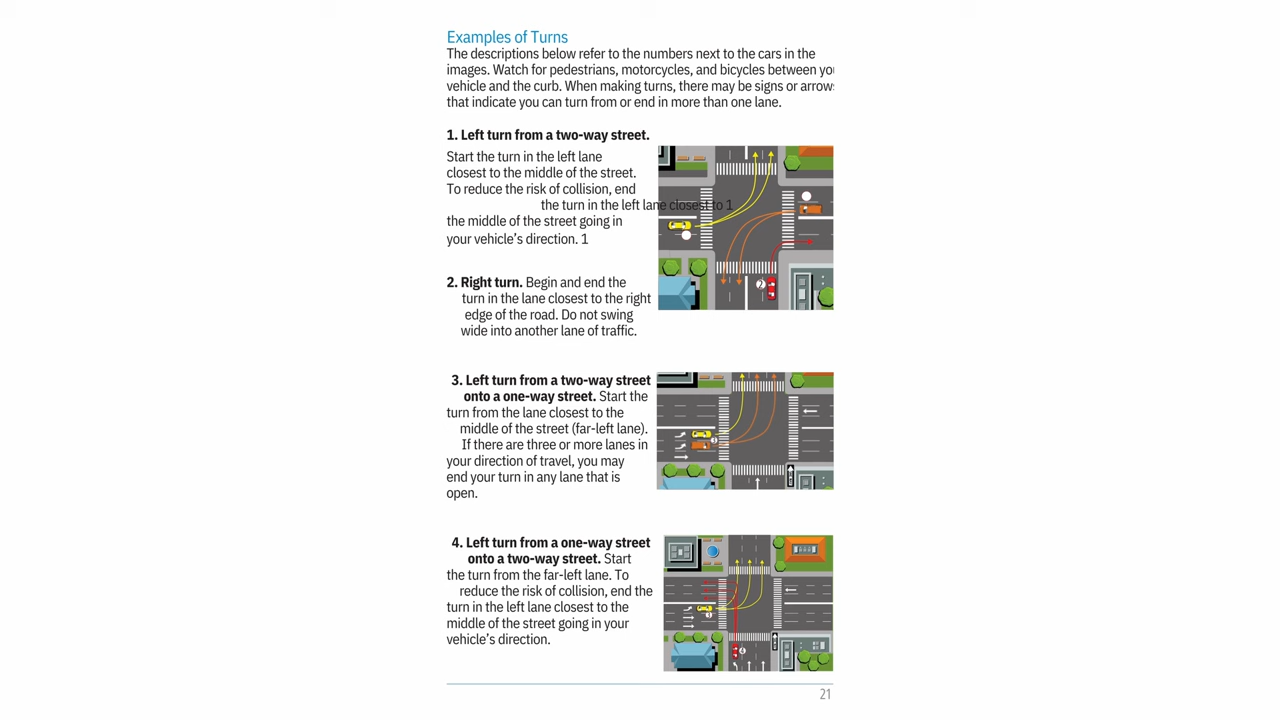 Examples of Turns
The descriptions below refer to the numbers next to the cars in the
images. Watch for pedestrians, motorcycles, and bicycles between you
vehicle and the curb. When making turns, there may be signs or arrows
that indicate you can turn from or end in more than one lane.
1. Left turn from a two-way street.
Start the turn in the left lane
closest to the middle of the street.
To reduce the risk of collision, end
the turn in the left lane closest to 1
the middle of the street going in
your vehicle’s direction. 1
2. Right turn. Begin and end the
turn in the lane closest to the right
edge of the road. Do not swing
wide into another lane of traffic.
2
3. Left turn from a two-way street
onto a one-way street. Start the
turn from the lane closest to the
middle of the street (far-left lane).
If there are three or more lanes in
your direction of travel, you may
end your turn in any lane that is
open.
3
4. Left turn from a one-way street
onto a two-way street. Start
the turn from the far-left lane. To
reduce the risk of collision, end the
turn in the left lane closest to the
middle of the street going in your
vehicle’s direction.
21